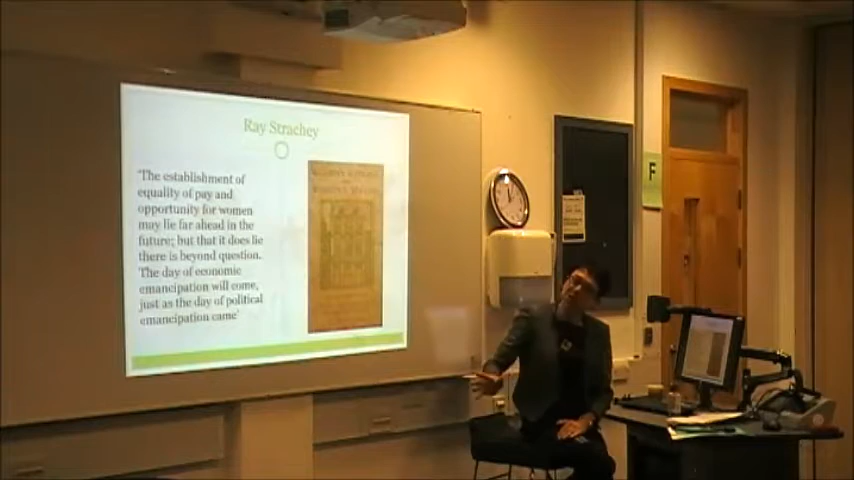 Ray Strachey
'The establishment of
equality of pay and
opportunity for women
may lie far ahead in the
future; but that it does lie
there is beyond question.
The day of economic
emancipation will come,
just as the day of political
emancipation came'
F